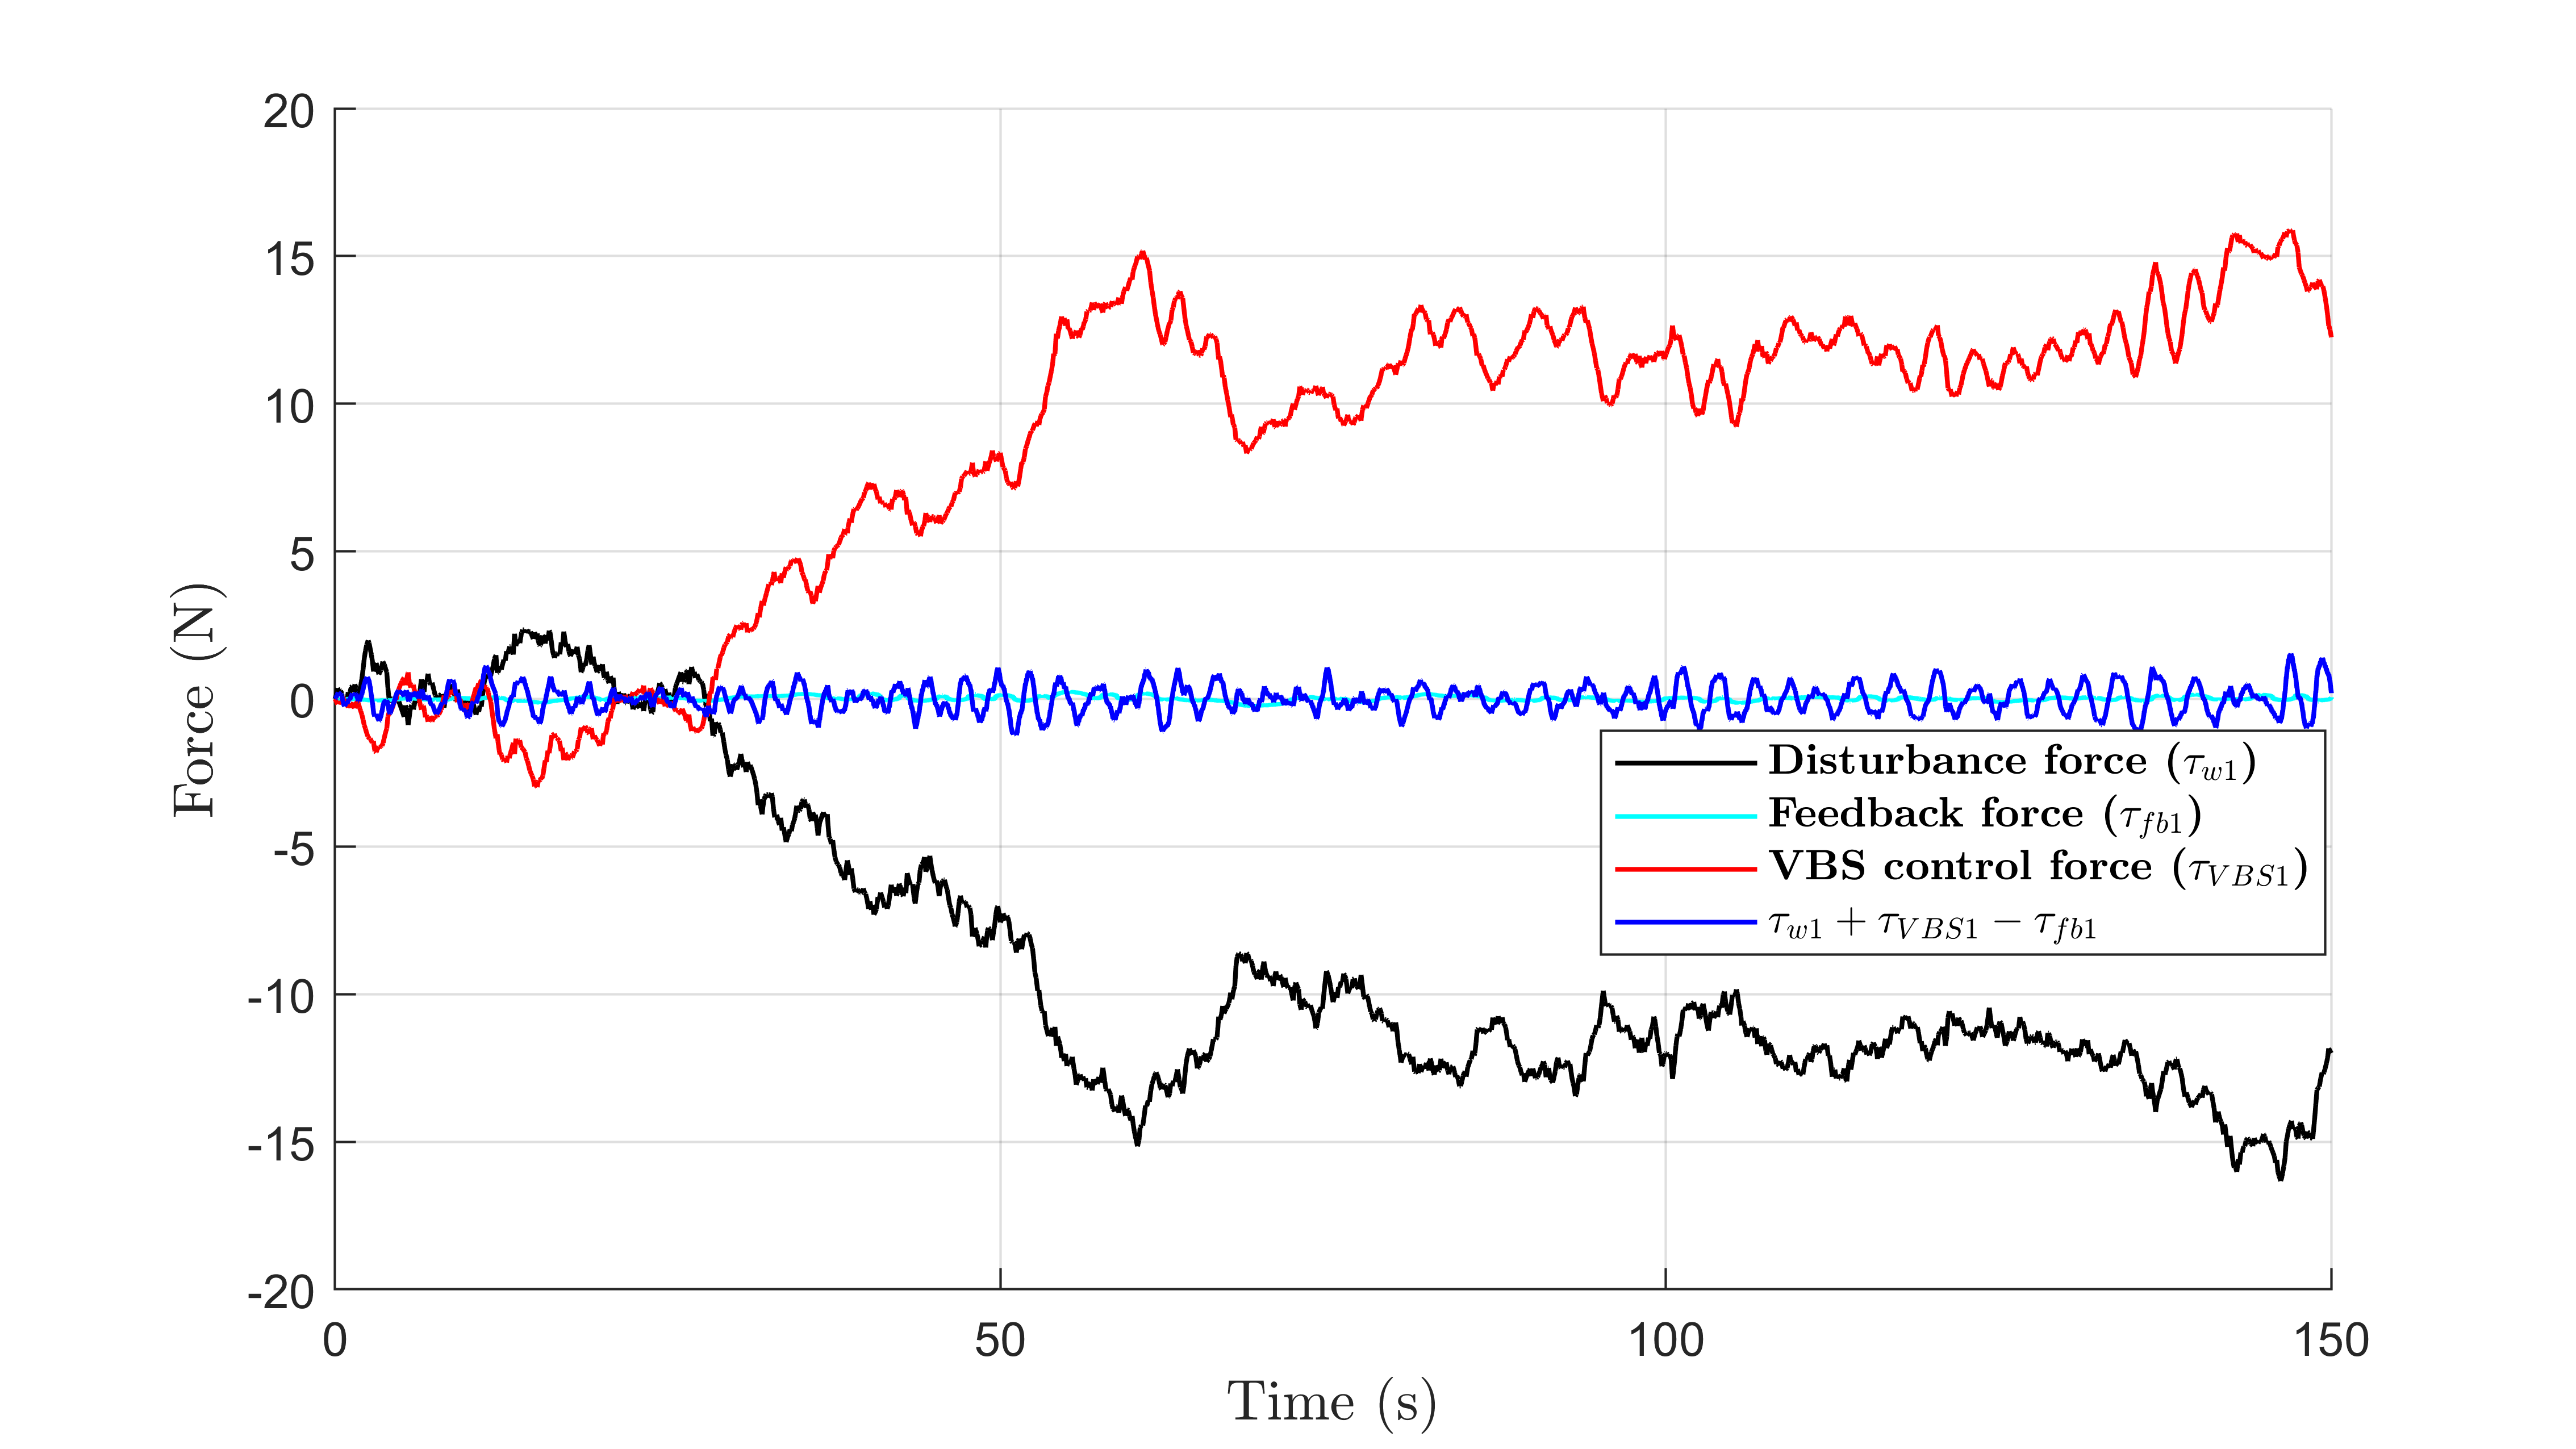 20
15
10
5
0
-5
-10
-15
-20
Force (N)
Disturbance force (τw1)
Feedback force (τfb1)
VBS control force (τVBS1)
τw1 + τVBS1 − τfb1
0 50 100 150
Time (s)